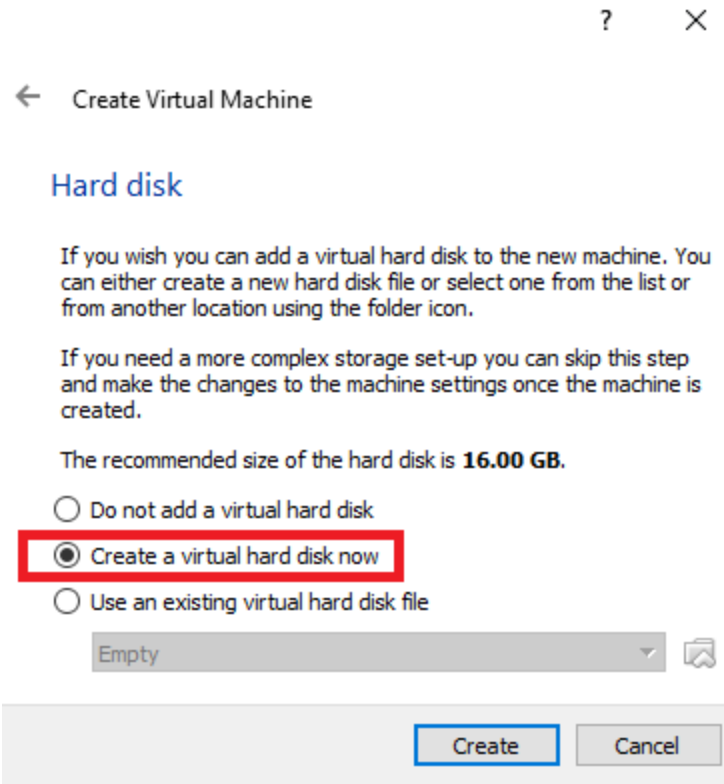 ?
Create Virtual Machine
Hard disk
If you wish you can add a virtual hard disk to the new machine. You
can either create a new hard disk file or select one from the list or
from another location using the folder icon.
If you need a more complex storage set-up you can skip this step
and make the changes to the machine settings once the machine is
created.
The recommended size of the hard disk is 16.00 GB.
Do not add a virtual hard disk
Create a virtual hard disk now
Use an existing virtual hard disk file
Empty
Create Cancel